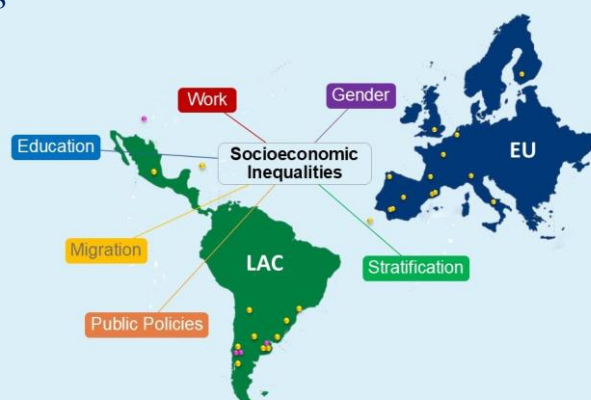 Work
Gender
Education
Socioeconomic
Inequalities
EU
Migration
LAC
Stratification
Public Policies